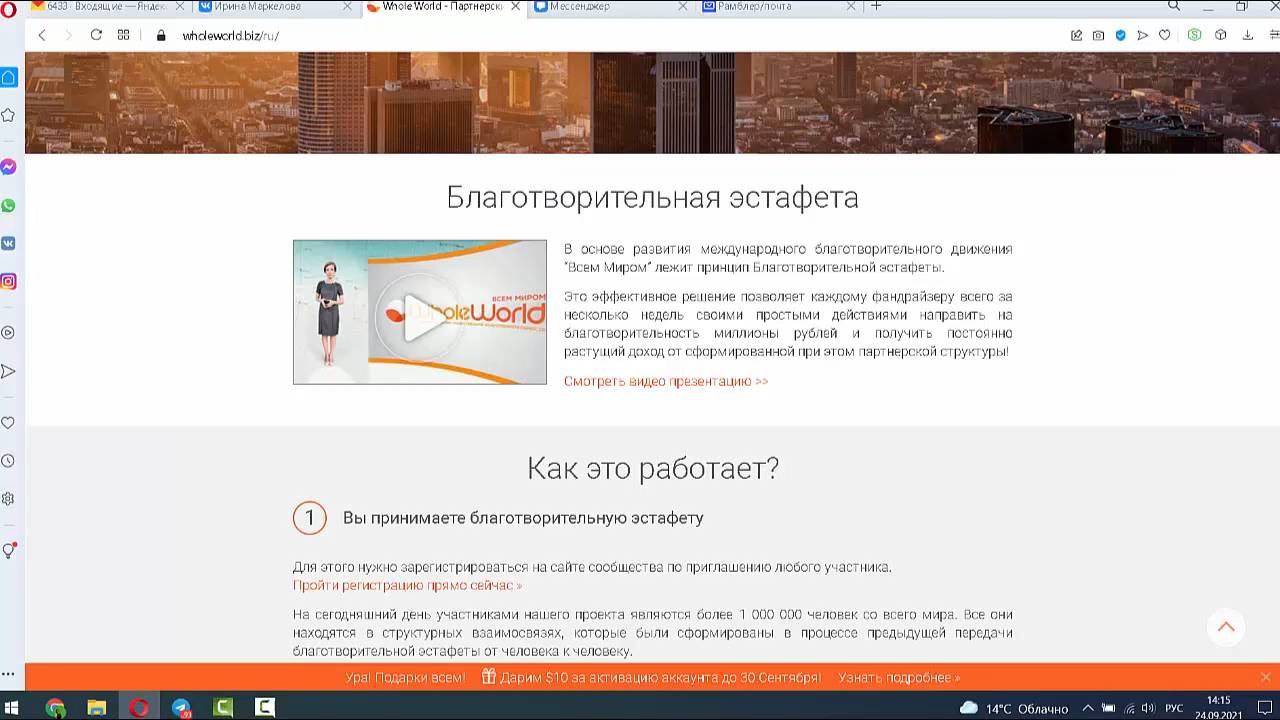 6433 · Входящие — Яндекс
Ирина Маркелова
Whole World - Партнерск
Мессенджер
Рамблер/почта
wholeworld.biz/ru/
Благотворительная эстафета
В основе развития международного благотворительного движения
"Всем Миром" лежит принцип Благотворительной эстафеты.
ВСЕМ МИРОМ
WholeWorld
Это эффективное решение позволяет каждому фандрайзеру всего за
несколько недель своими простыми действиями направить на
благотворительность миллионы рублей и получить постоянно
растущий доход от сформированной при этом партнерской структуры!
Смотреть видео презентацию >>
Как это работает?
1 Вы принимаете благотворительную эстафету
Для этого нужно зарегистрироваться на сайте сообщества по приглашению любого участника.
Пройти регистрацию прямо сейчас »
На сегодняшний день участниками нашего проекта являются более 1 000 000 человек со всего мира. Все они
находятся в структурных взаимосвязях, которые были сформированы в процессе предыдущей передачи
благотворительной эстафеты от человека к человеку.
Ура! Подарки всем! Дарим $10 за активацию аккаунта до 30 Сентября! Узнать подробнее »
93
14°C Облачно
РУС
14:15
24.09.2021